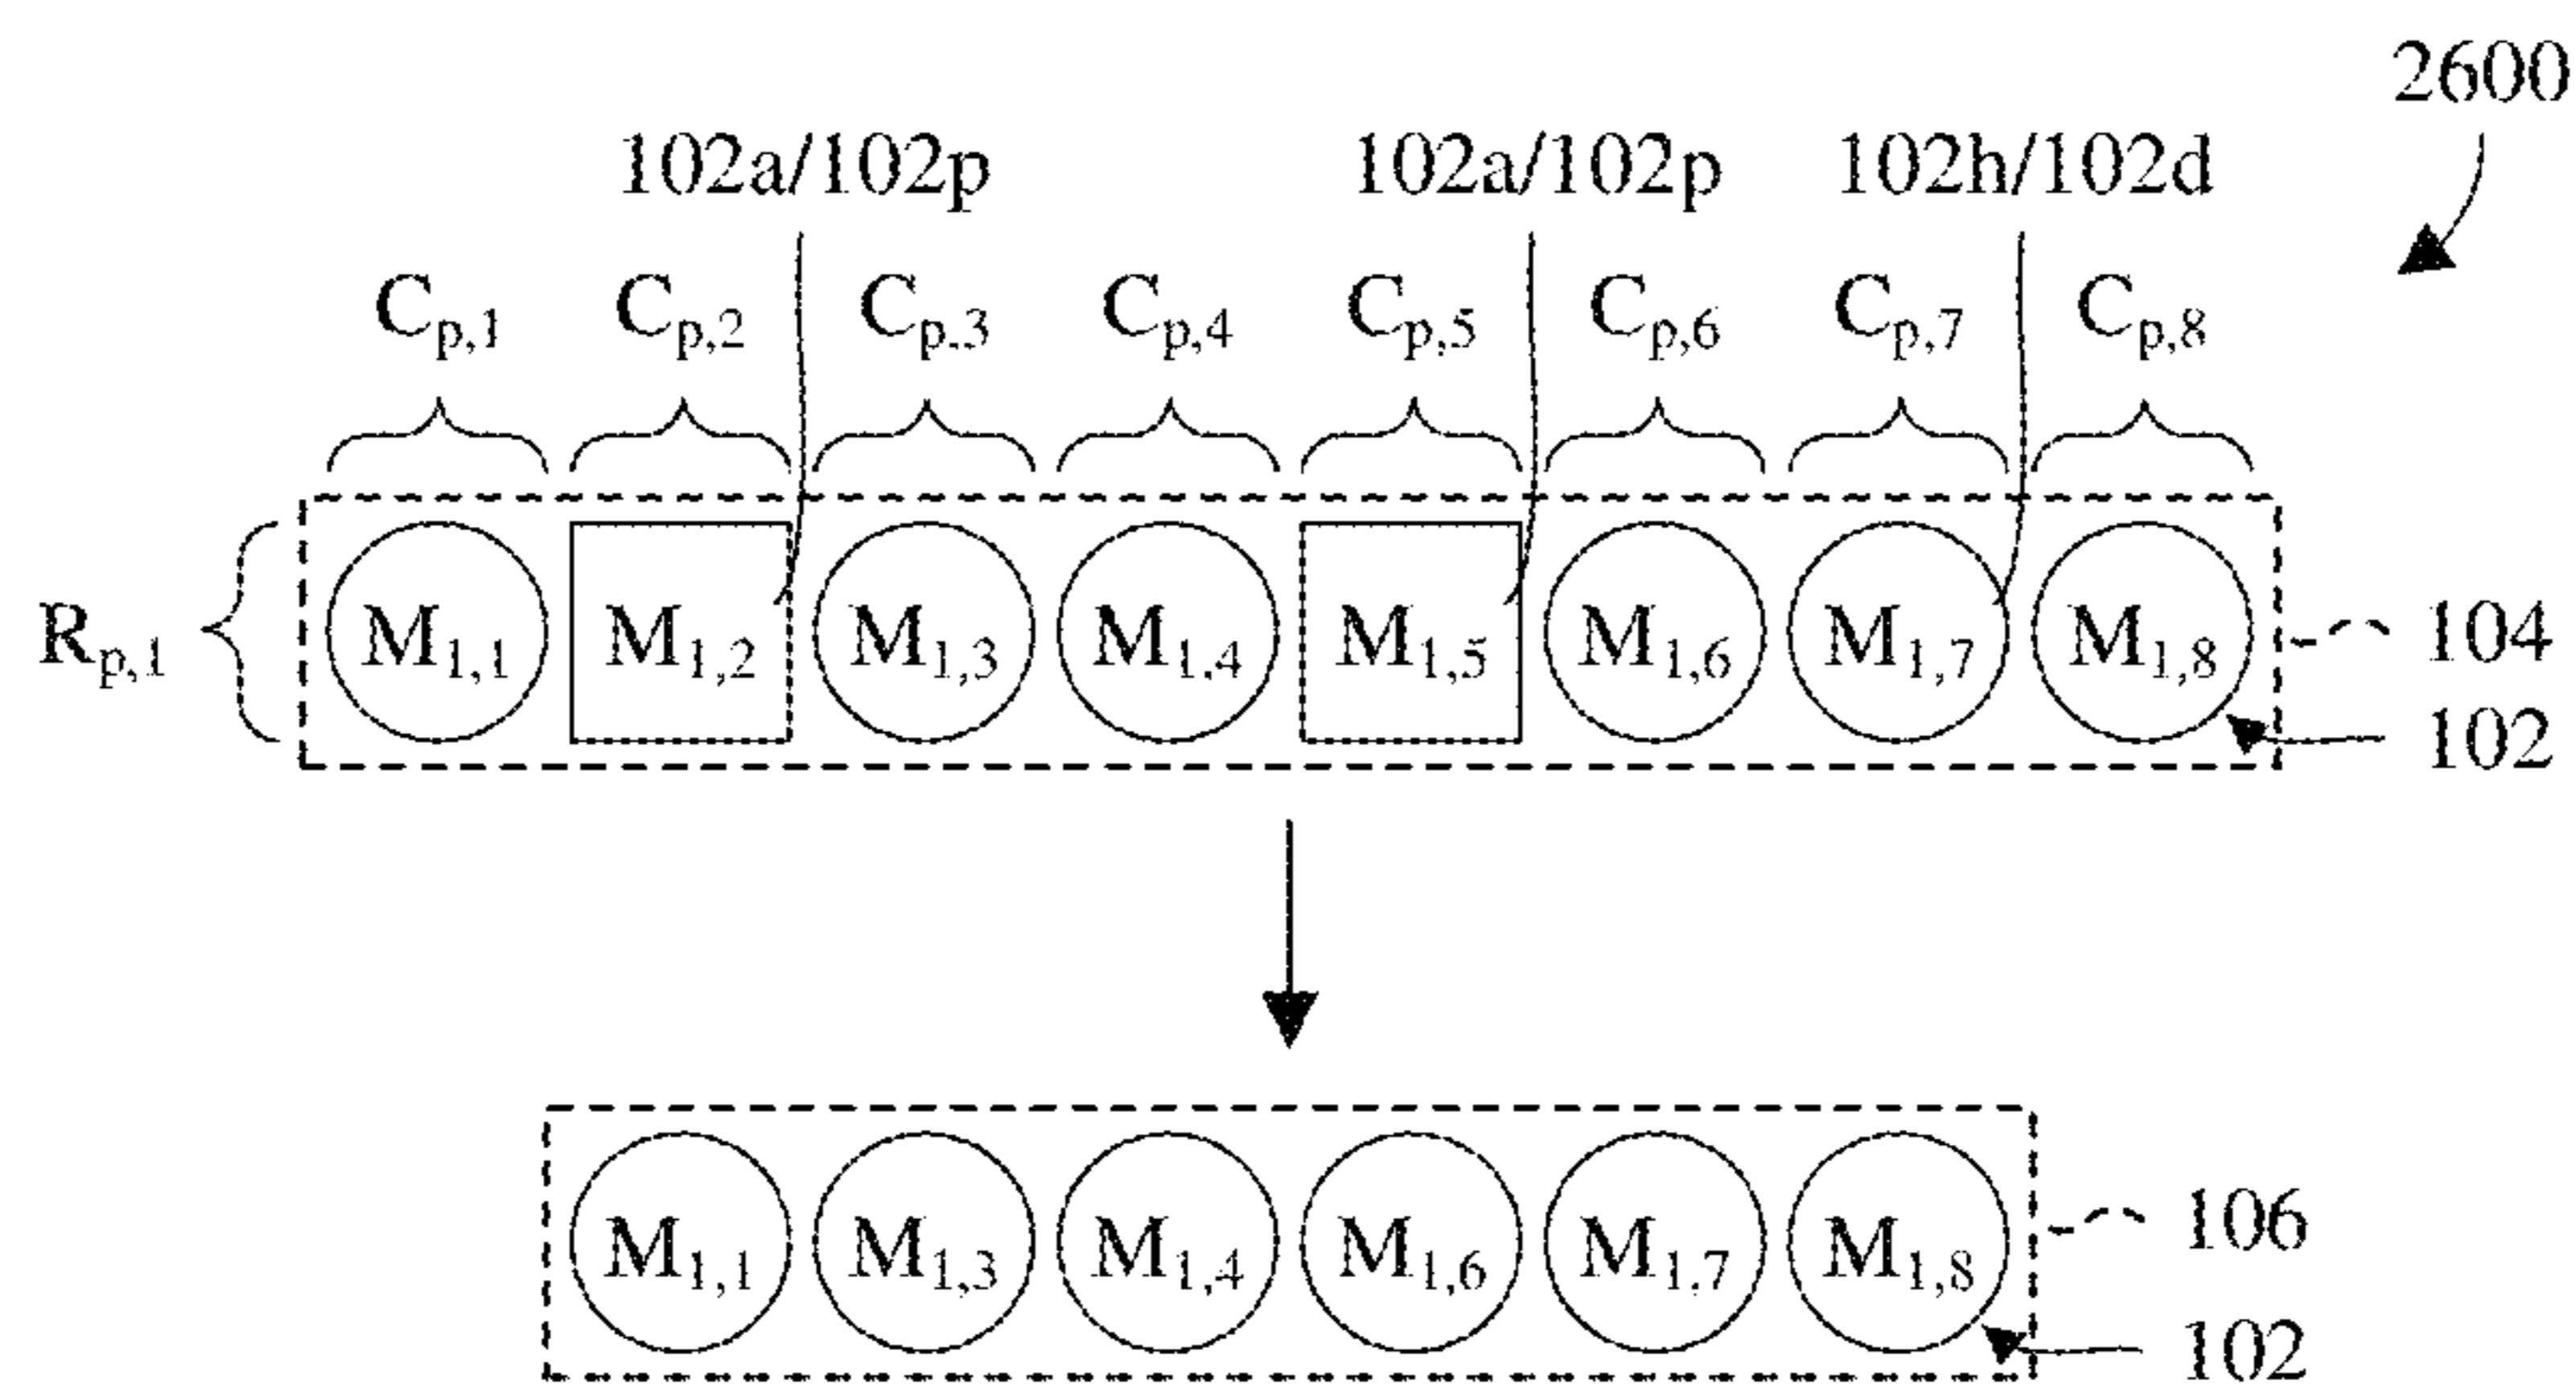 2600
102a/102p 102a/102p 102h/102d
Cp,1 Cp,2 Cp,3 Cp,4 Cp,5 Cp,6 Cp,7 Cp,8
Rp,1 M1,1 M1,2 M1,3 M1,4 M1,5 M1,6 M1,7 M1,8 104
102
M1,1 M1,3 M1,4 M1,6 M1,7 M1,8 106
102